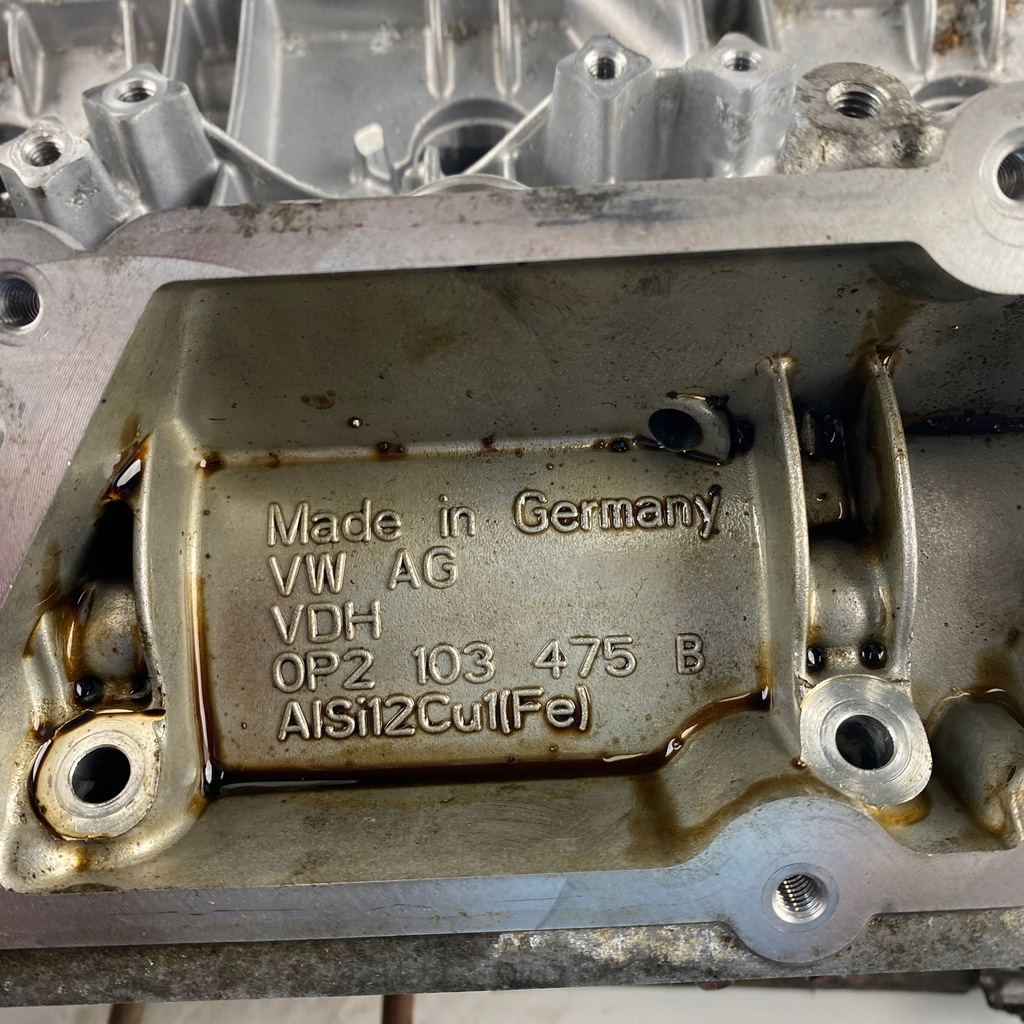 Made in Germany
VW AG
VDH
0P2 103 475 B
AlSi12Cu1(Fe)